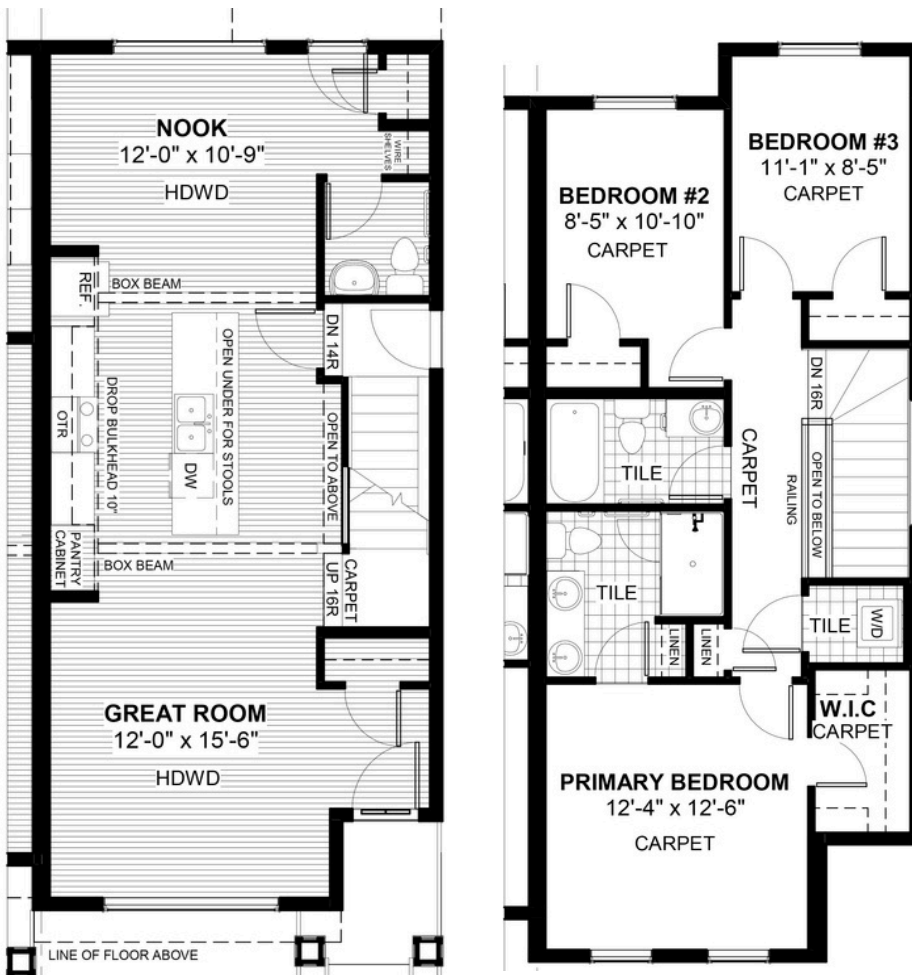 NOOK
12'-0" x 10'-9"
HDWD
WIRE
SHELVES
REF.
BOX BEAM
DN 14R
OPEN UNDER FOR STOOLS
DROP BULKHEAD 10"
OTR
DW
OPEN TO ABOVE
PANTRY
CABINET
BOX BEAM
CARPET
UP 16R
GREAT ROOM
12'-0" x 15'-6"
HDWD
LINE OF FLOOR ABOVE
BEDROOM #3
11'-1" x 8'-5"
CARPET
BEDROOM #2
8'-5" x 10'-10"
CARPET
DN 16R
CARPET
RAILING
OPEN TO BELOW
TILE
TILE
LINEN
LINEN
TILE
W/D
W.I.C
CARPET
PRIMARY BEDROOM
12'-4" x 12'-6"
CARPET